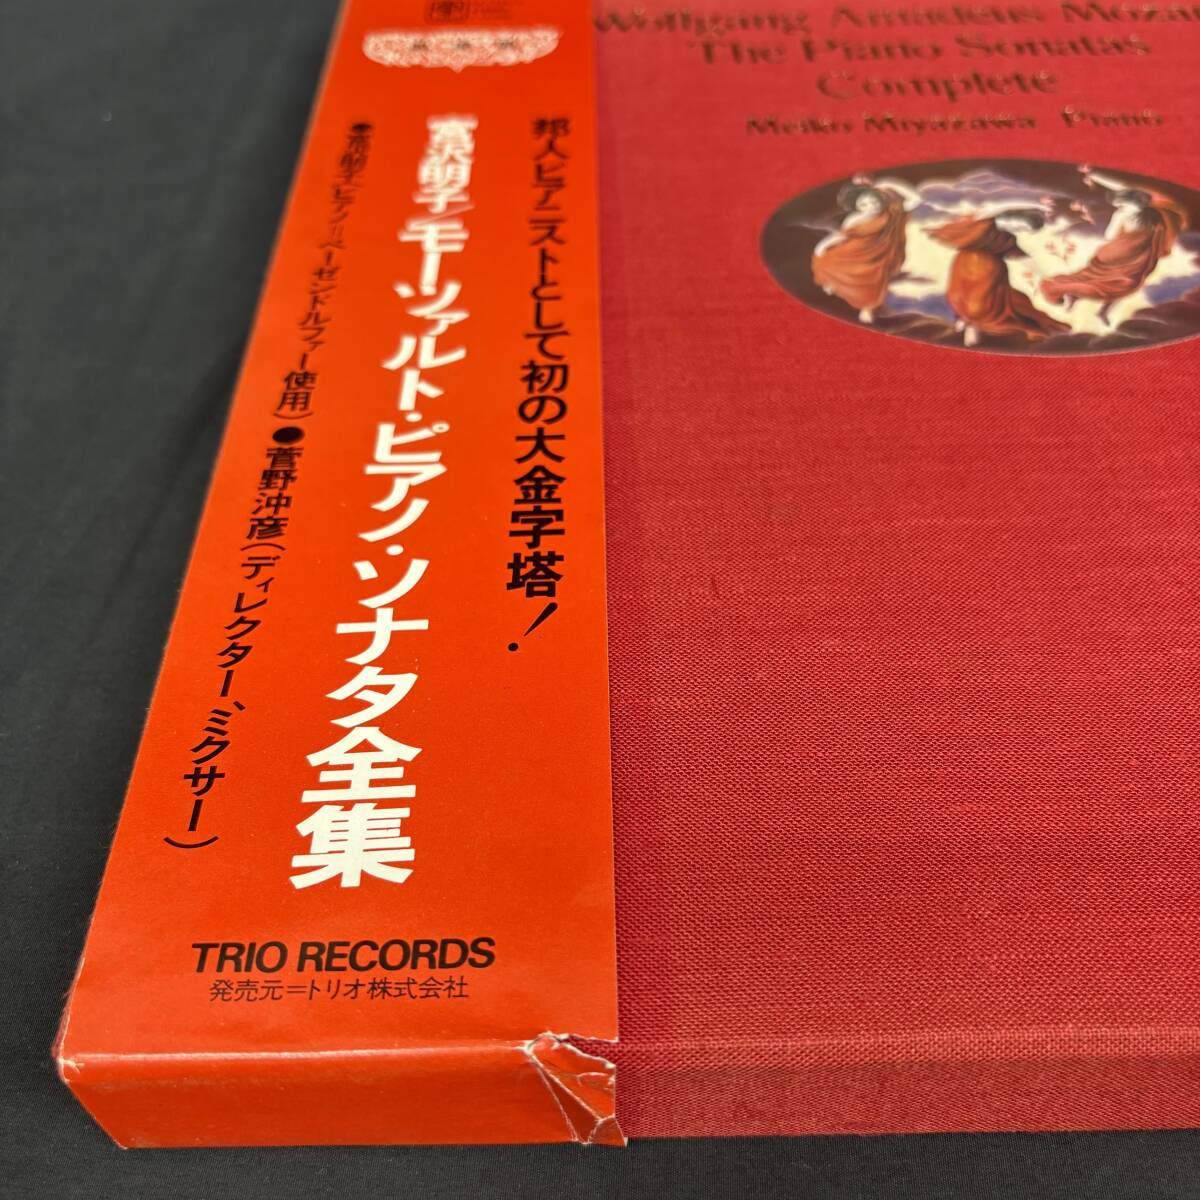 邦人ピアニストとして初の大金字塔!
宮沢明子/モーツァルト・ピアノ・ソナタ全集
●宮沢明子(ピアノ=ベーゼンドルファー使用)●菅野沖彦(ディレクター、ミクサー)
TRIO RECORDS
発売元=トリオ株式会社
Wolfgang Amadeus
The Piano Sonatas
Complete
Meiko Miyazawa Piano